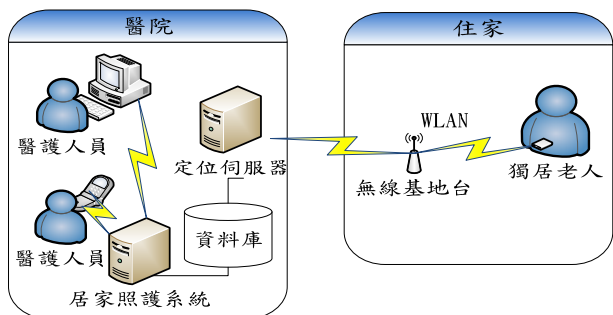 醫院
醫護人員
定位伺服器
醫護人員
資料庫
居家照護系統
住家
WLAN
無線基地台
獨居老人